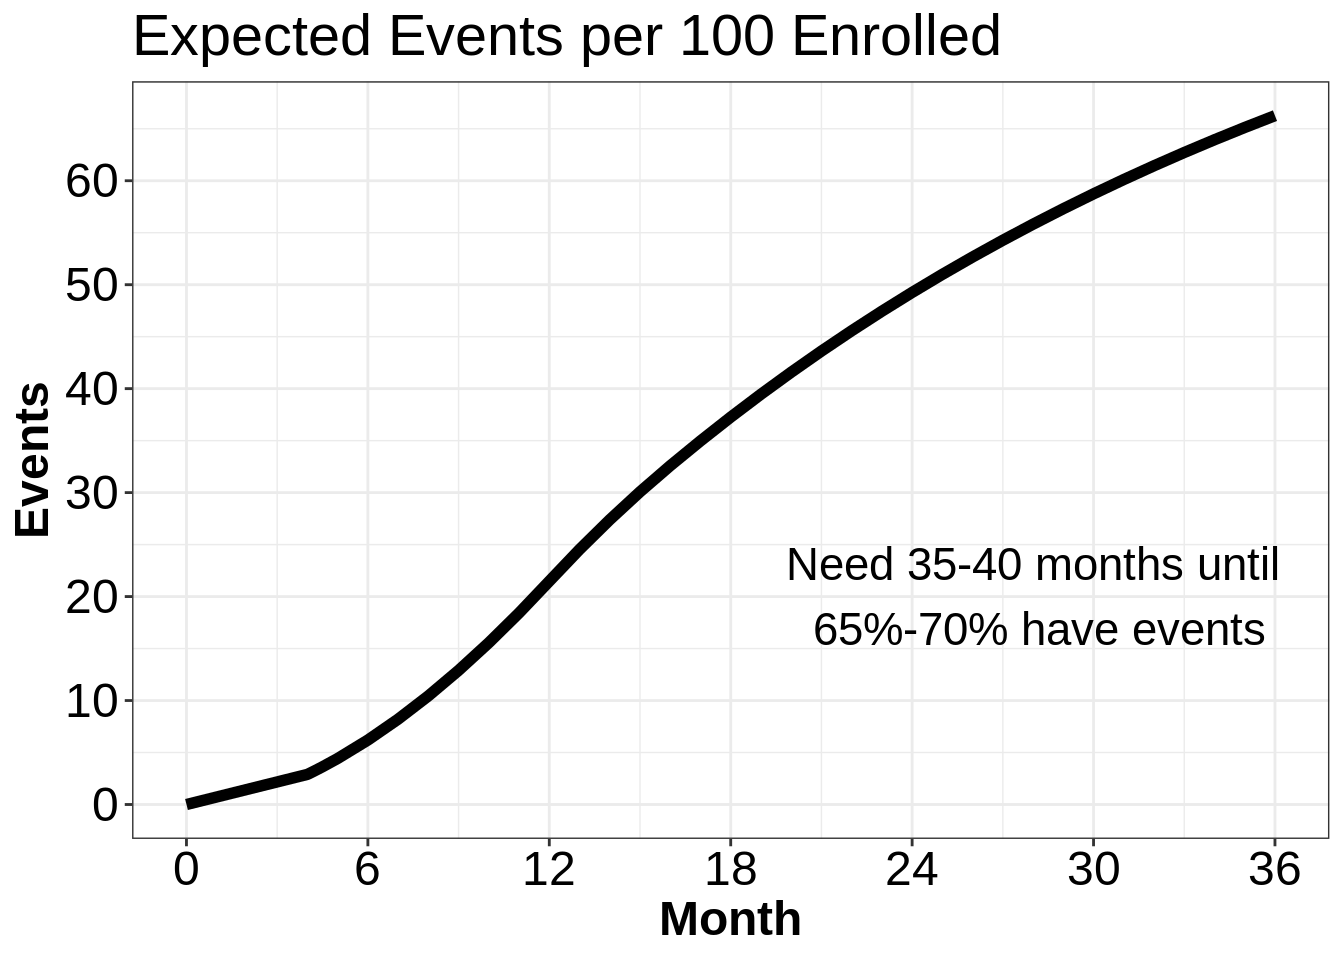 Expected Events per 100 Enrolled
60
50
40
30
20
10
0
Events
Need 35-40 months until
65%-70% have events
0 6 12 18 24 30 36
Month